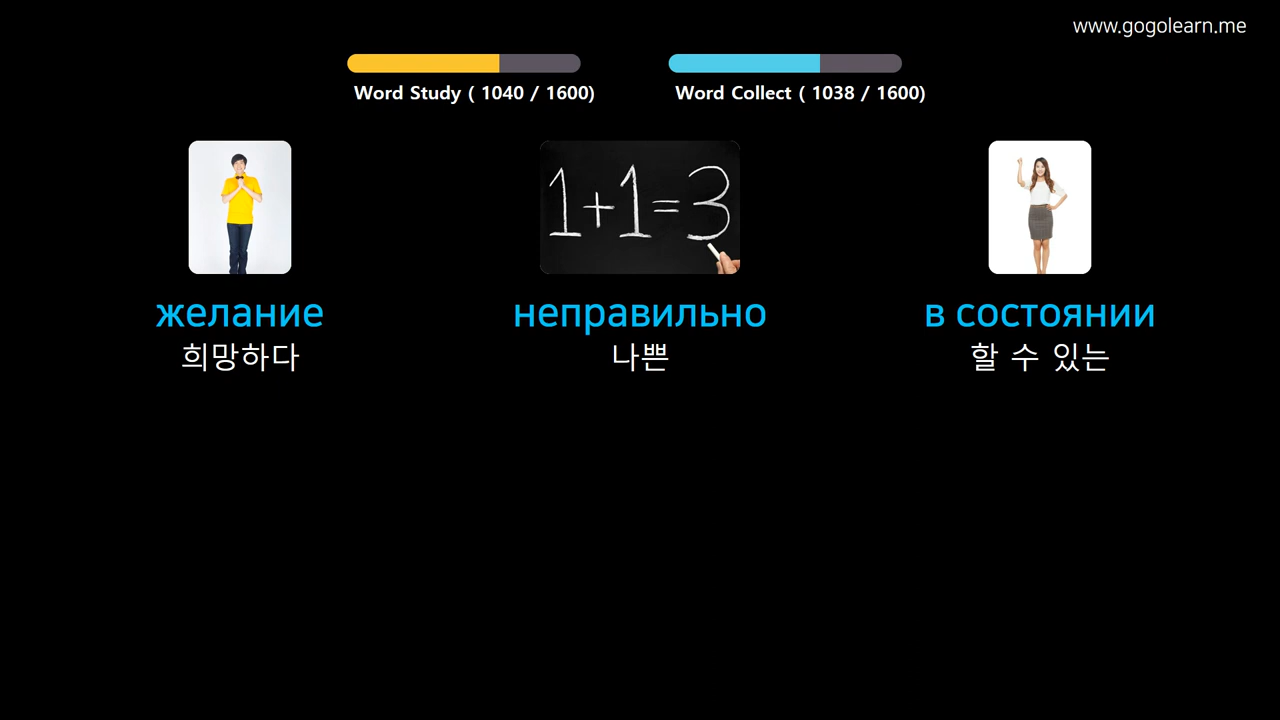 www.gogolearn.me
Word Study ( 1040 / 1600)
Word Collect ( 1038 / 1600)
1+1=3
желание
희망하다
неправильно
나쁜
в состоянии
할 수 있는